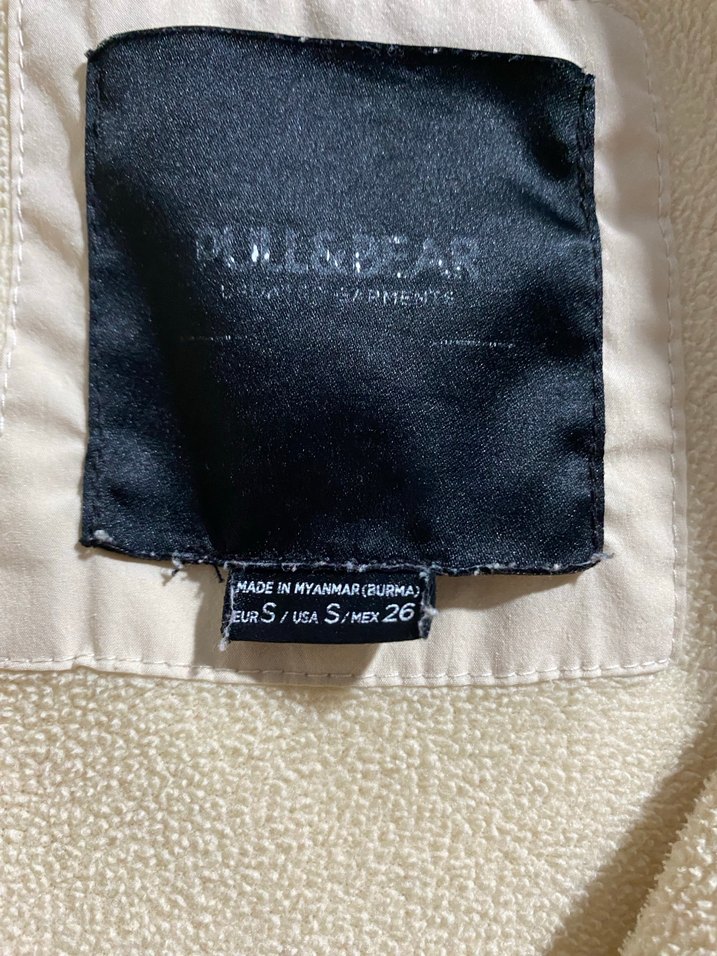 PULL&BEAR
GARMENTS
MADE IN MYANMAR (BURMA)
EUR S / USA S / MEX 26